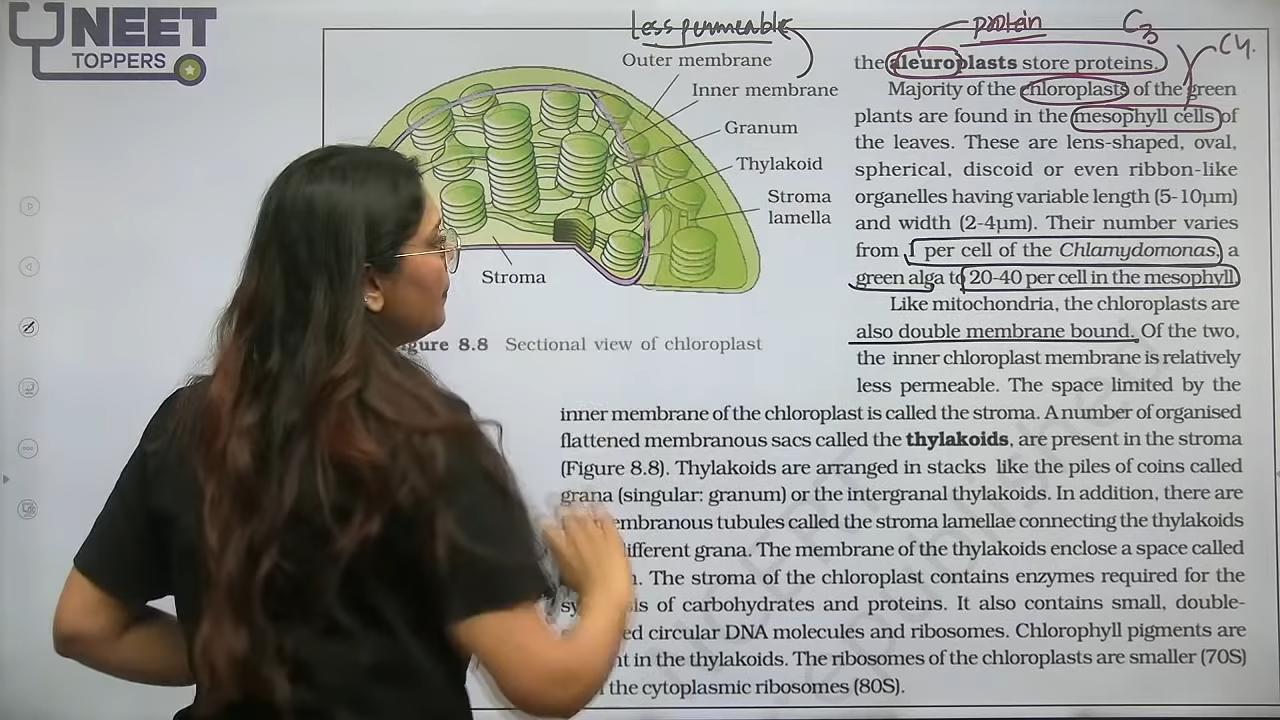 NEET
TOPPERS
Less permeable
protein
C3
C4.
Outer membrane
Inner membrane
Granum
Thylakoid
Stroma
lamella
Stroma
gure 8.8 Sectional view of chloroplast
the aleuroplasts store proteins.
Majority of the chloroplasts of the green
plants are found in the mesophyll cells of
the leaves. These are lens-shaped, oval,
spherical, discoid or even ribbon-like
organelles having variable length (5-10µm)
and width (2-4µm). Their number varies
from 1 per cell of the Chlamydomonas, a
green alga to 20-40 per cell in the mesophyll
Like mitochondria, the chloroplasts are
also double membrane bound. Of the two,
the inner chloroplast membrane is relatively
less permeable. The space limited by the
inner membrane of the chloroplast is called the stroma. A number of organised
flattened membranous sacs called the thylakoids, are present in the stroma
(Figure 8.8). Thylakoids are arranged in stacks like the piles of coins called
grana (singular: granum) or the intergranal thylakoids. In addition, there are
embranous tubules called the stroma lamellae connecting the thylakoids
ifferent grana. The membrane of the thylakoids enclose a space called
. The stroma of the chloroplast contains enzymes required for the
sy is of carbohydrates and proteins. It also contains small, double-
ed circular DNA molecules and ribosomes. Chlorophyll pigments are
nt in the thylakoids. The ribosomes of the chloroplasts are smaller (70S)
the cytoplasmic ribosomes (80S).